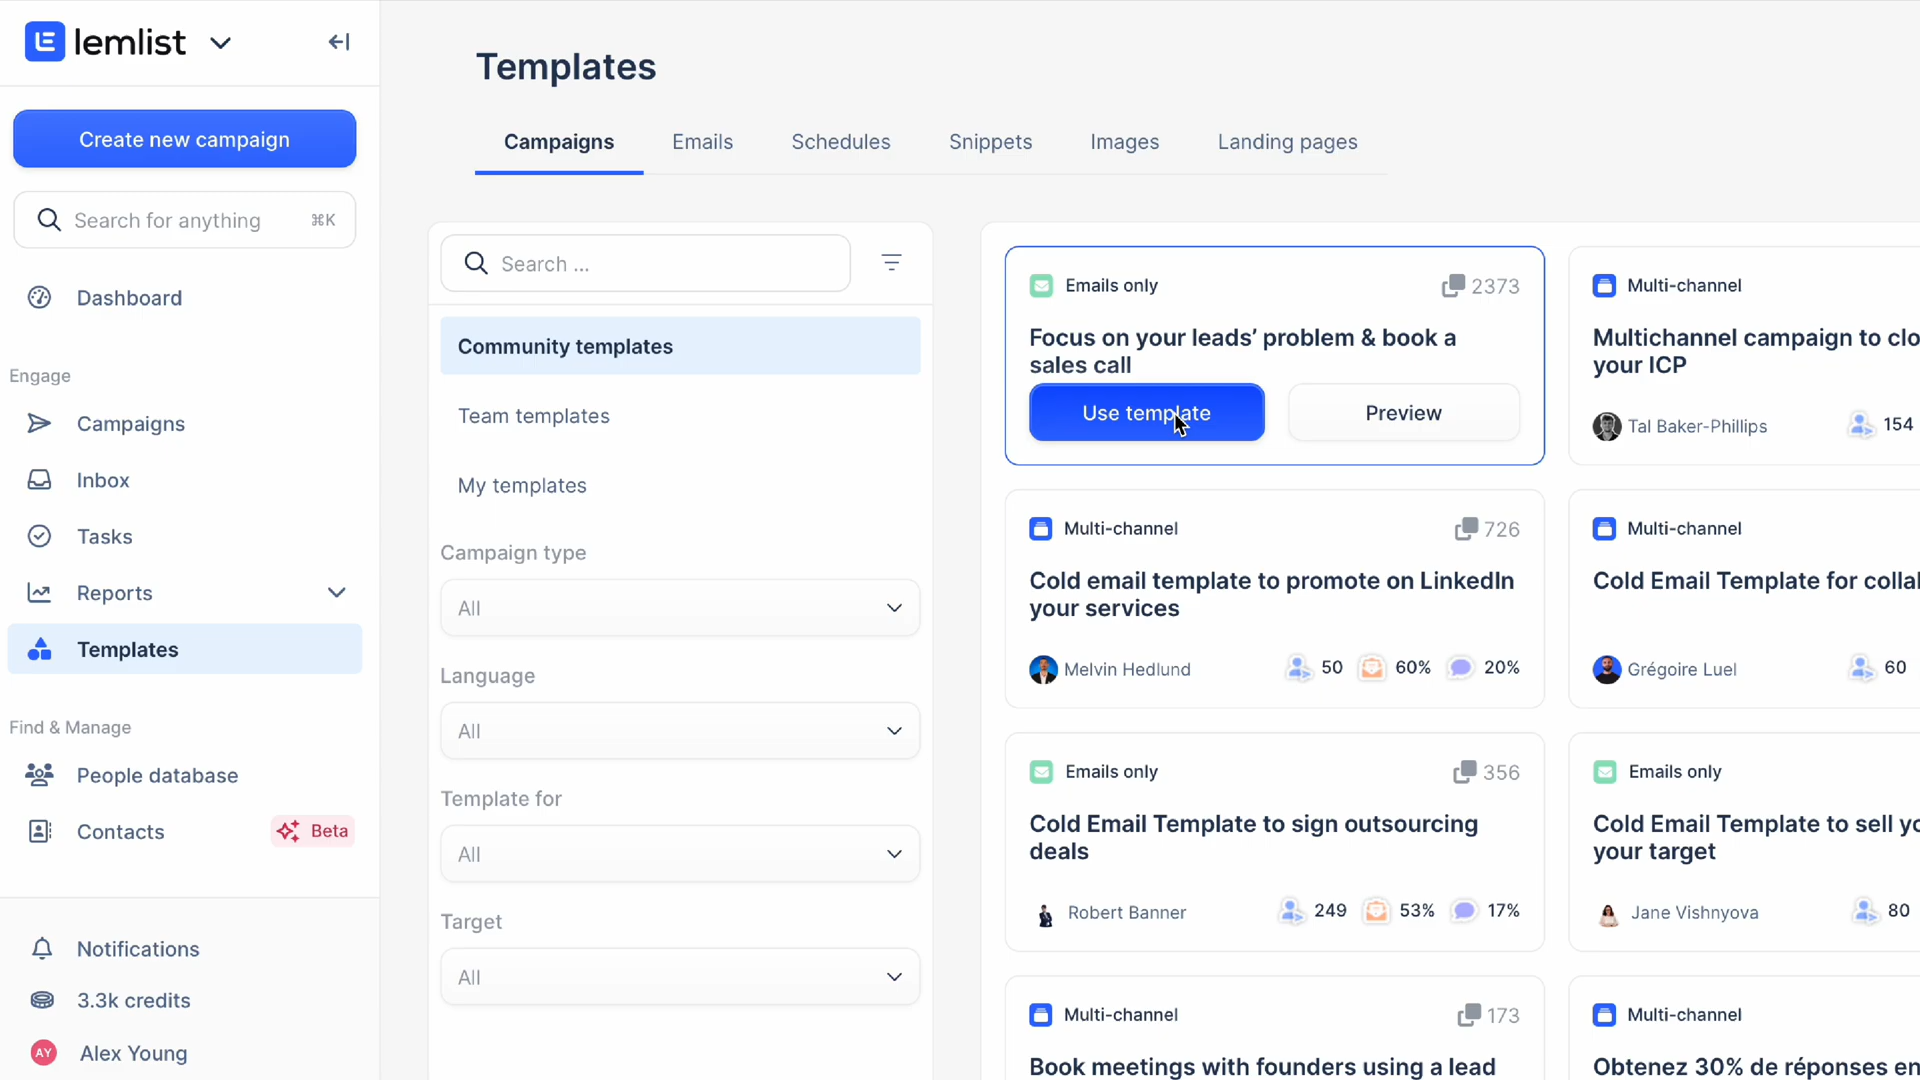 lemlist
Create new campaign
Search for anything ⌘K
Dashboard
Engage
Campaigns
Inbox
Tasks
Reports
Templates
Find & Manage
People database
Contacts Beta
Notifications
3.3k credits
AY Alex Young
Templates
Campaigns Emails Schedules Snippets Images Landing pages
Search ...
Community templates
Team templates
My templates
Campaign type
All
Language
All
Template for
All
Target
All
Emails only 2373
Focus on your leads’ problem & book a
sales call
Use template Preview
Multi-channel
Multichannel campaign to clo
your ICP
Tal Baker-Phillips 154
Multi-channel 726
Cold email template to promote on LinkedIn
your services
Melvin Hedlund 50 60% 20%
Multi-channel
Cold Email Template for colla
Grégoire Luel 60
Emails only 356
Cold Email Template to sign outsourcing
deals
Robert Banner 249 53% 17%
Emails only
Cold Email Template to sell yo
your target
Jane Vishnyova 80
Multi-channel 173
Book meetings with founders using a lead
Multi-channel
Obtenez 30% de réponses en